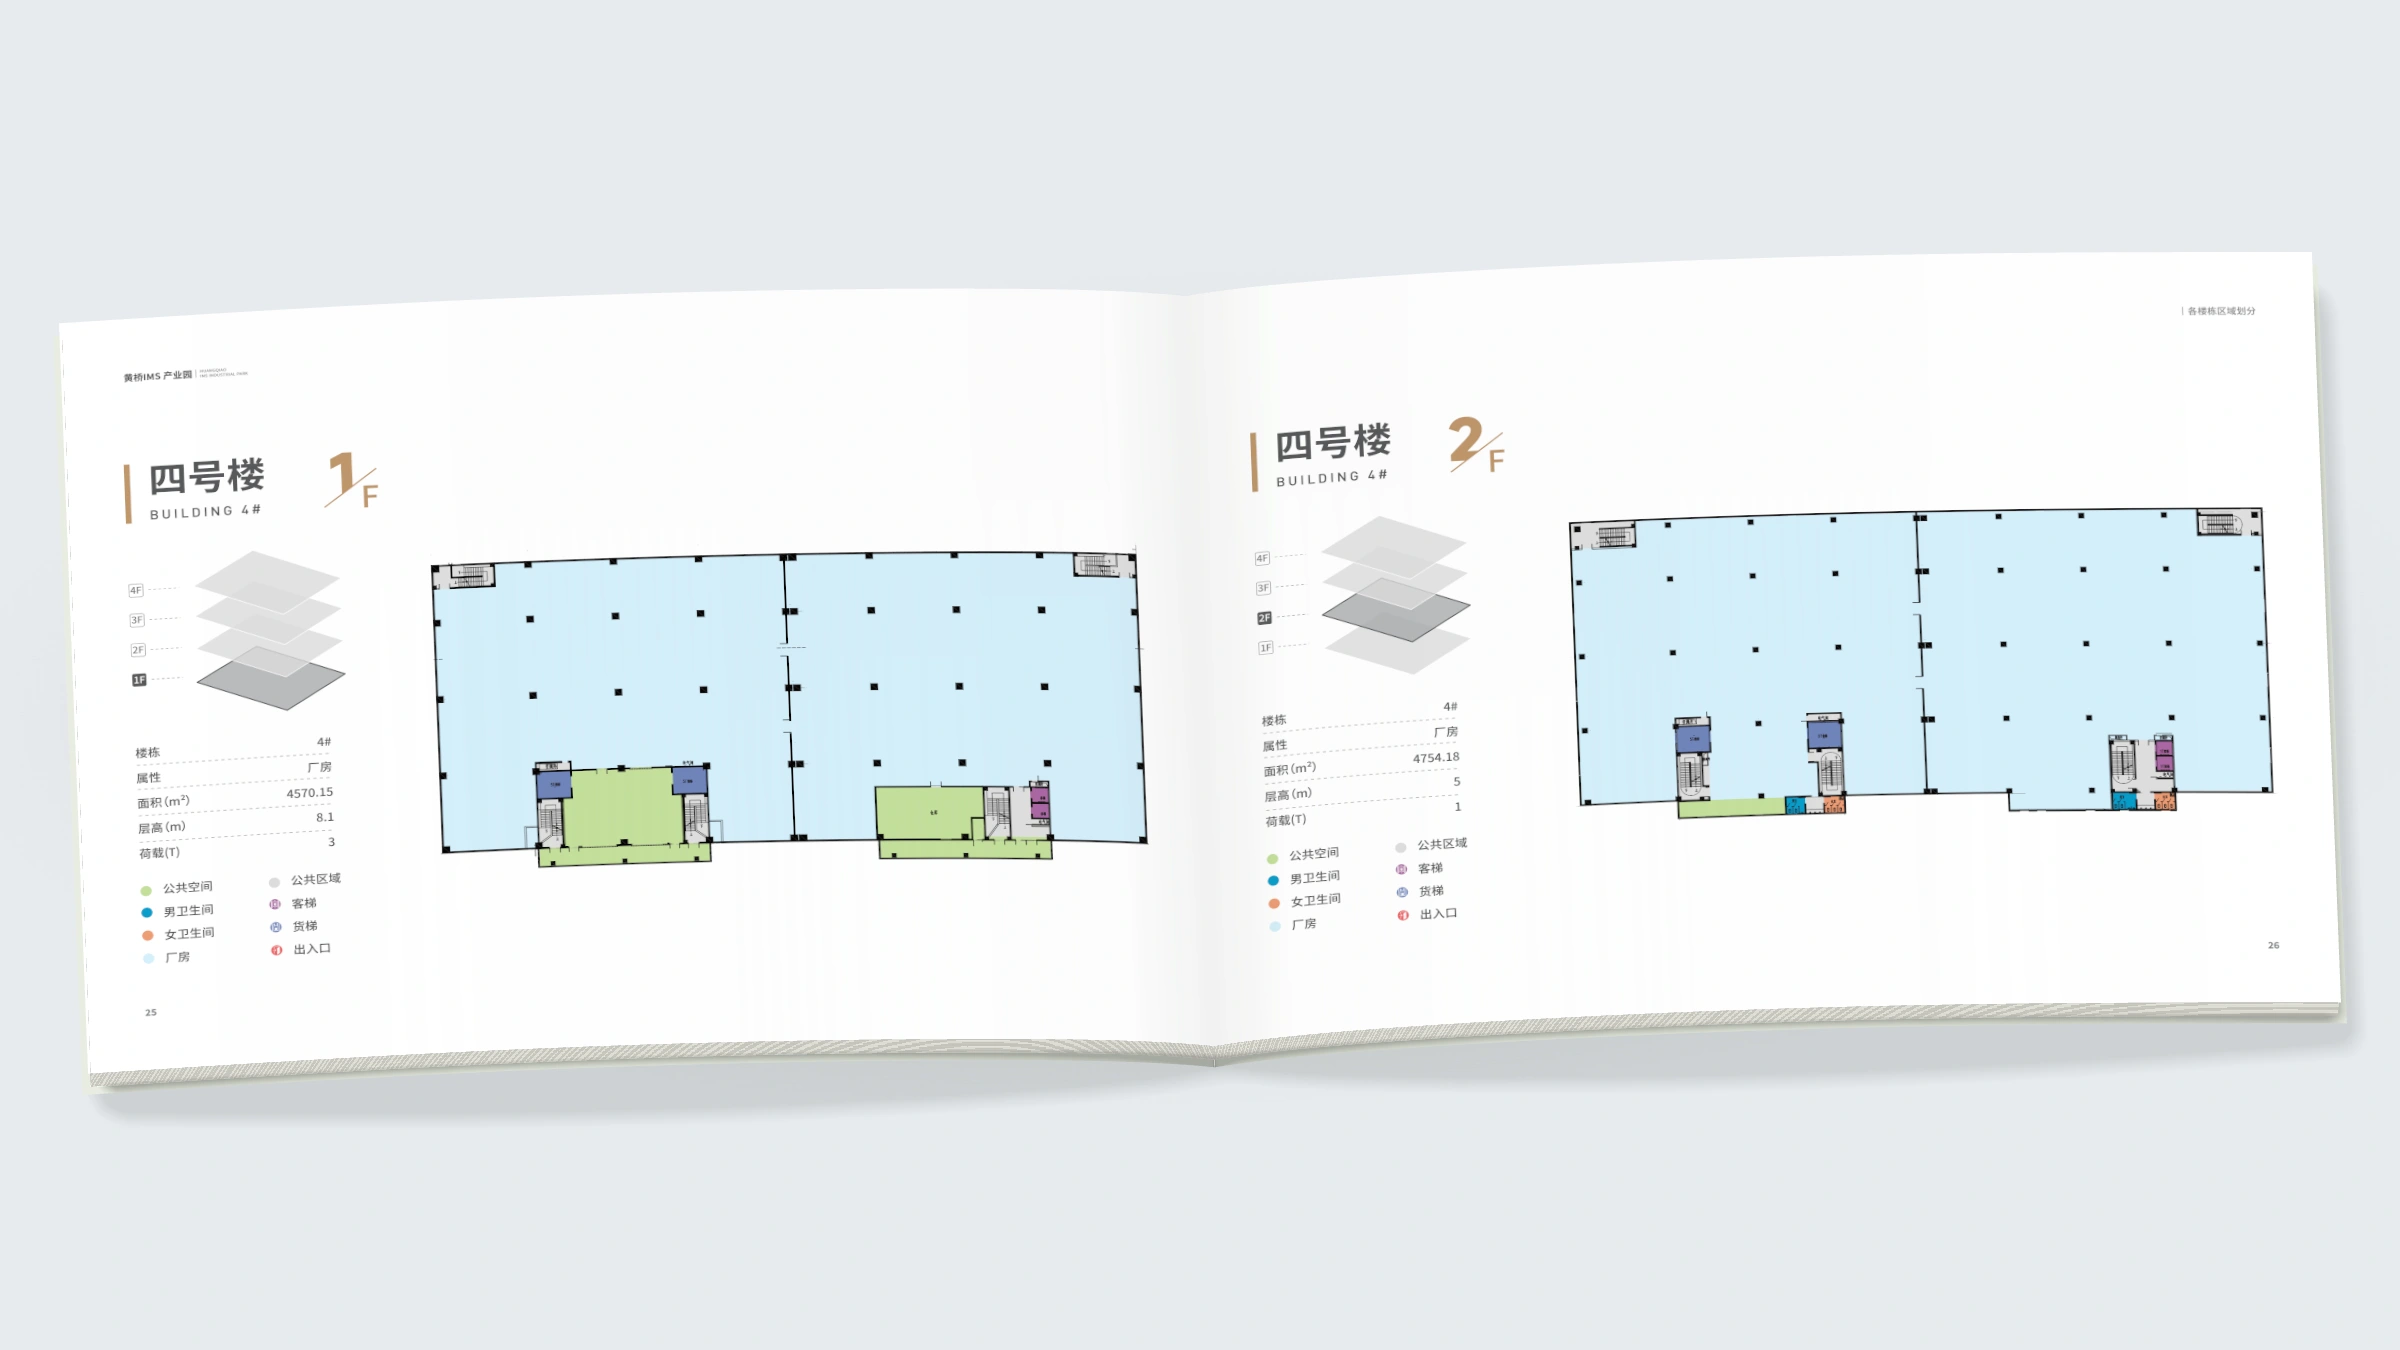 黄桥IMS 产业园
HUANGQIAO
IMS INDUSTRIAL PARK
四号楼
BUILDING 4#
1/F
4F
3F
2F
1F
楼栋 4#
属性 厂房
面积(m²) 4570.15
层高(m) 8.1
荷载(T) 3
公共空间 公共区域
男卫生间 客梯
女卫生间 货梯
厂房 出入口
25
各楼栋区域划分
四号楼
BUILDING 4#
2/F
4F
3F
2F
1F
楼栋 4#
属性 厂房
面积(m²) 4754.18
层高(m) 5
荷载(T) 1
公共空间 公共区域
男卫生间 客梯
女卫生间 货梯
厂房 出入口
26